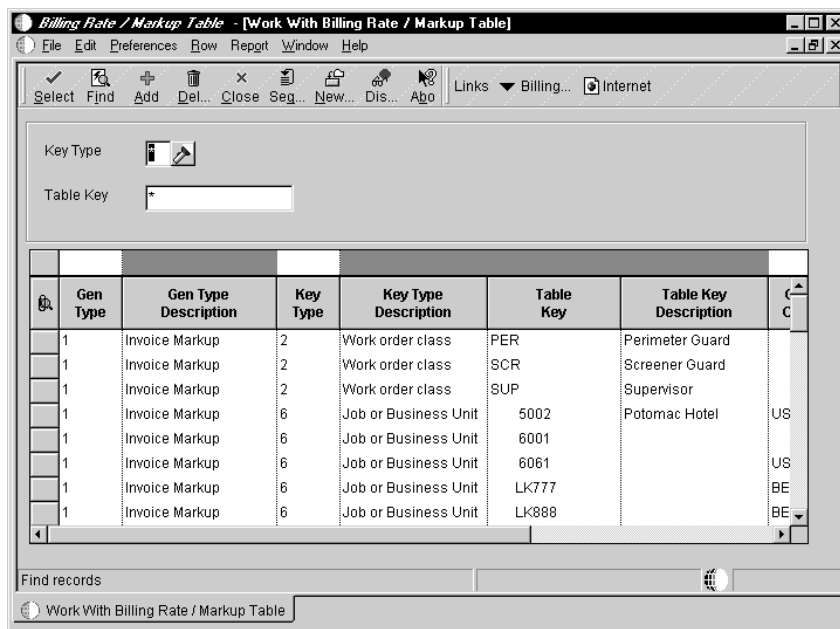 Billing Rate / Markup Table - [Work With Billing Rate / Markup Table]
File Edit Preferences Row Report Window Help
Select Find Add Del... Close Seq... New... Dis... Abo Links Billing... Internet
Key Type *
Table Key *
Gen Type Gen Type Description Key Type Key Type Description Table Key Table Key Description
1 Invoice Markup 2 Work order class PER Perimeter Guard
1 Invoice Markup 2 Work order class SCR Screener Guard
1 Invoice Markup 2 Work order class SUP Supervisor
1 Invoice Markup 6 Job or Business Unit 5002 Potomac Hotel US
1 Invoice Markup 6 Job or Business Unit 6001
1 Invoice Markup 6 Job or Business Unit 6061 US
1 Invoice Markup 6 Job or Business Unit LK777 BE
1 Invoice Markup 6 Job or Business Unit LK888 BE
Find records
Work With Billing Rate / Markup Table